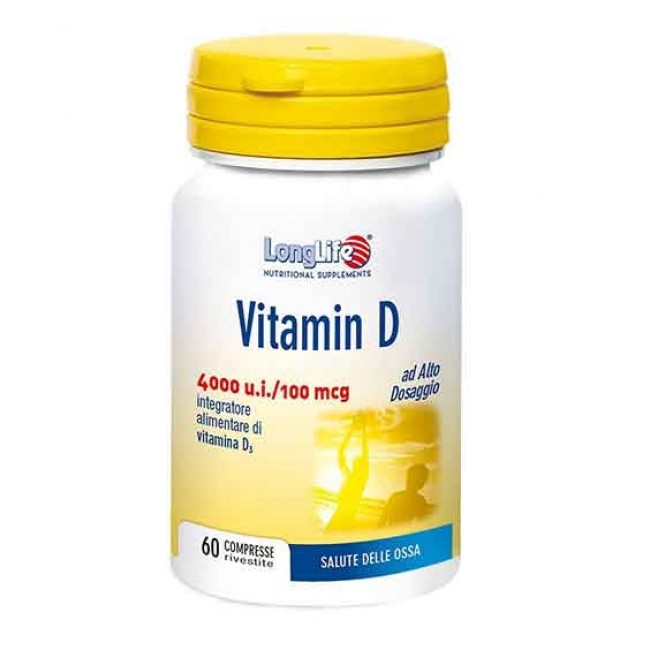 LongLife®
NUTRITIONAL SUPPLEMENTS
Vitamin D
4000 u.i./100 mcg
ad Alto
Dosaggio
integratore
alimentare di
vitamina D₃
60 COMPRESSE
rivestite
SALUTE DELLE OSSA